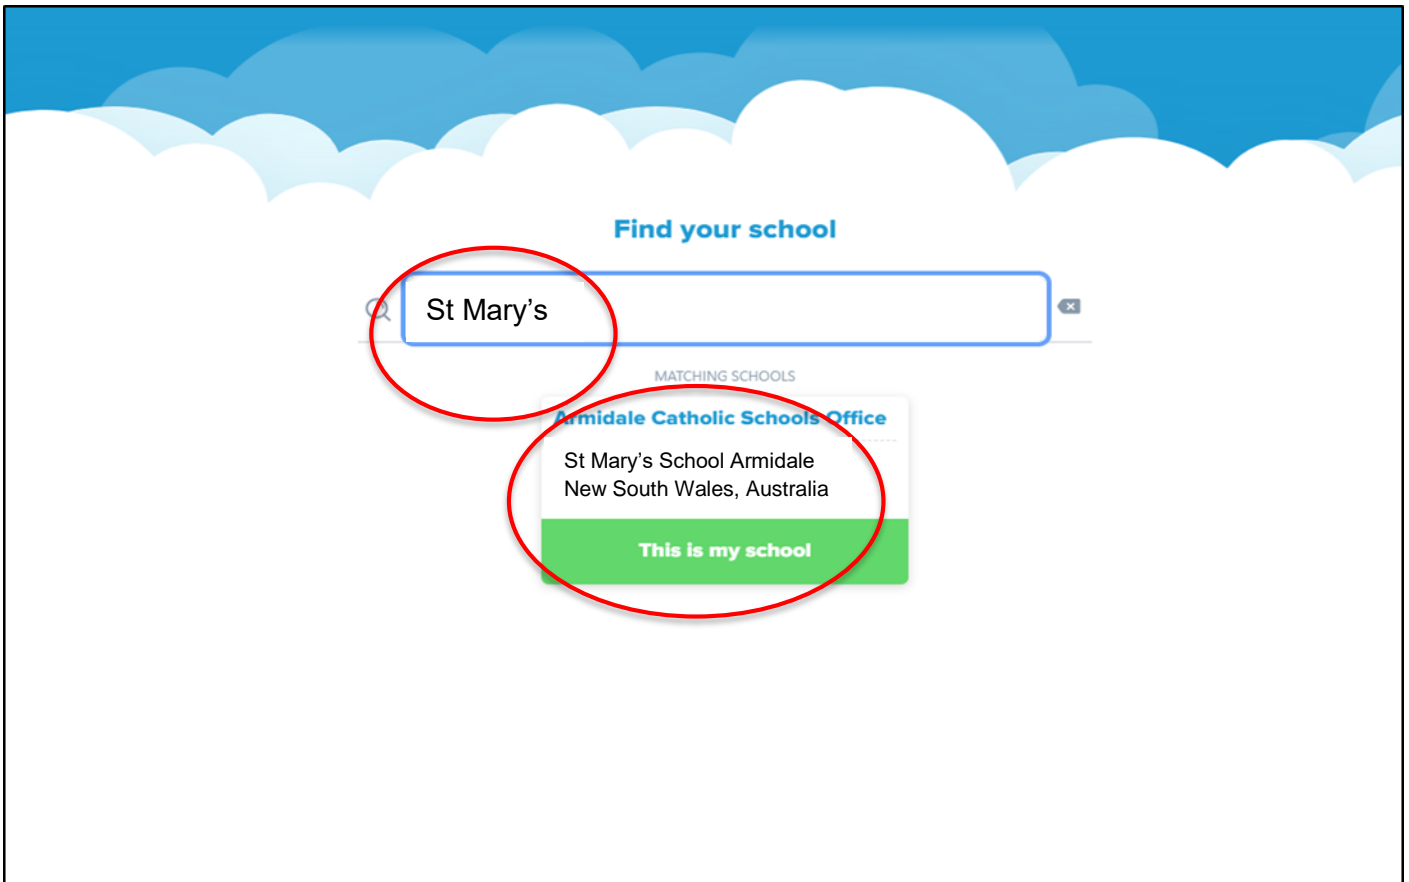 Find your school
St Mary’s
MATCHING SCHOOLS
Armidale Catholic Schools Office
St Mary’s School Armidale
New South Wales, Australia
This is my school